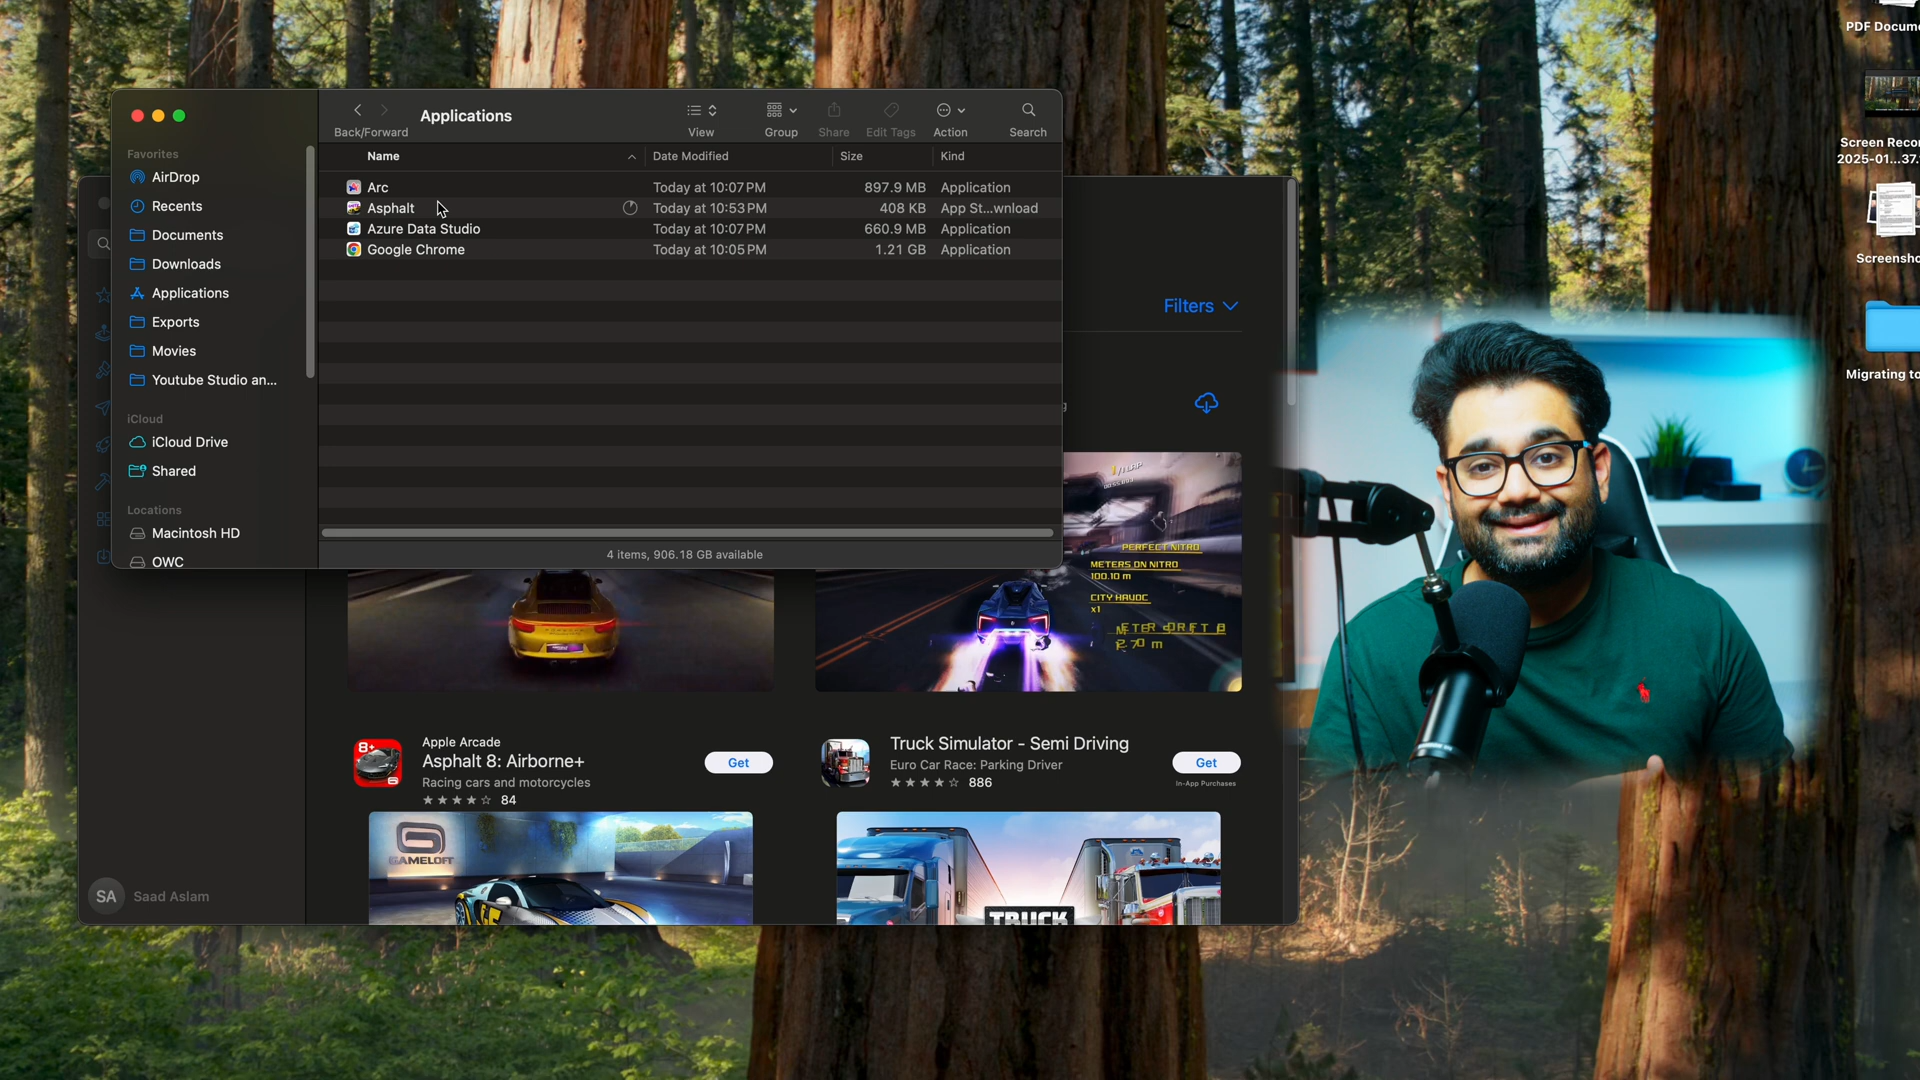 Applications
Back/Forward
View
Group
Share
Edit Tags
Action
Search
Favorites
AirDrop
Recents
Documents
Downloads
Applications
Exports
Movies
Youtube Studio an...
iCloud
iCloud Drive
Shared
Locations
Macintosh HD
OWC
Name Date Modified Size Kind
Arc Today at 10:07 PM 897.9 MB Application
Asphalt Today at 10:53 PM 408 KB App St...wnload
Azure Data Studio Today at 10:07 PM 660.9 MB Application
Google Chrome Today at 10:05 PM 1.21 GB Application
4 items, 906.18 GB available
Filters
1/1 LAP
PERFECT NITRO
METERS ON NITRO
100.10 m
CITY HAVOC
x1
8+
Apple Arcade
Asphalt 8: Airborne+
Racing cars and motorcycles
84
Get
Truck Simulator - Semi Driving
Euro Car Race: Parking Driver
886
Get
In-App Purchases
GAMELOFT
TRUCK
SA
Saad Aslam
PDF Docume
Screen Reco
2025-01...37.
Screensho
Migrating to